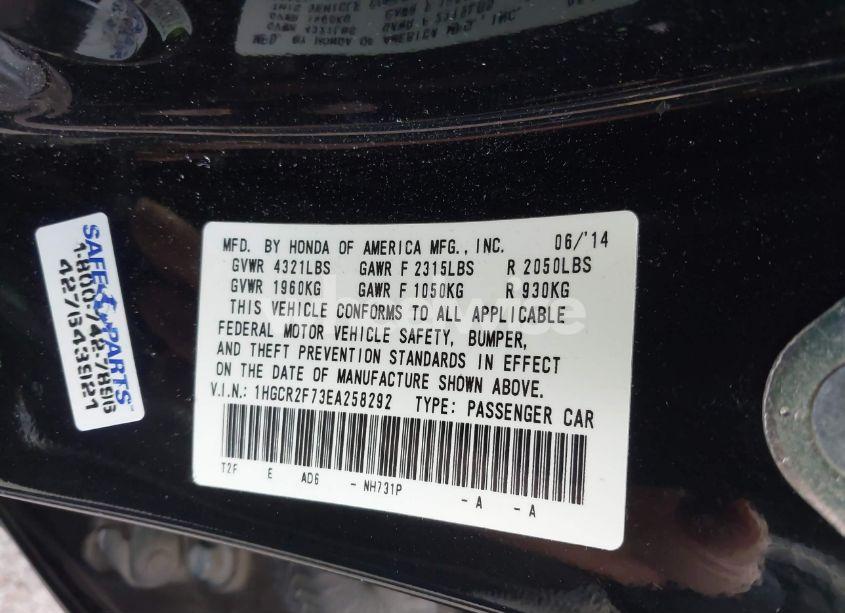 MFD. BY HONDA OF AMERICA MFG., INC. 06/'14
GVWR 4321LBS GAWR F 2315LBS R 2050LBS
GVWR 1960KG GAWR F 1050KG R 930KG
THIS VEHICLE CONFORMS TO ALL APPLICABLE
FEDERAL MOTOR VEHICLE SAFETY, BUMPER,
AND THEFT PREVENTION STANDARDS IN EFFECT
ON THE DATE OF MANUFACTURE SHOWN ABOVE.
V.I.N.: 1HGCR2F73EA258292 TYPE: PASSENGER CAR
T2F E AD6 - NH731P - A - A
SAFE PARTS
1-800-742-7896